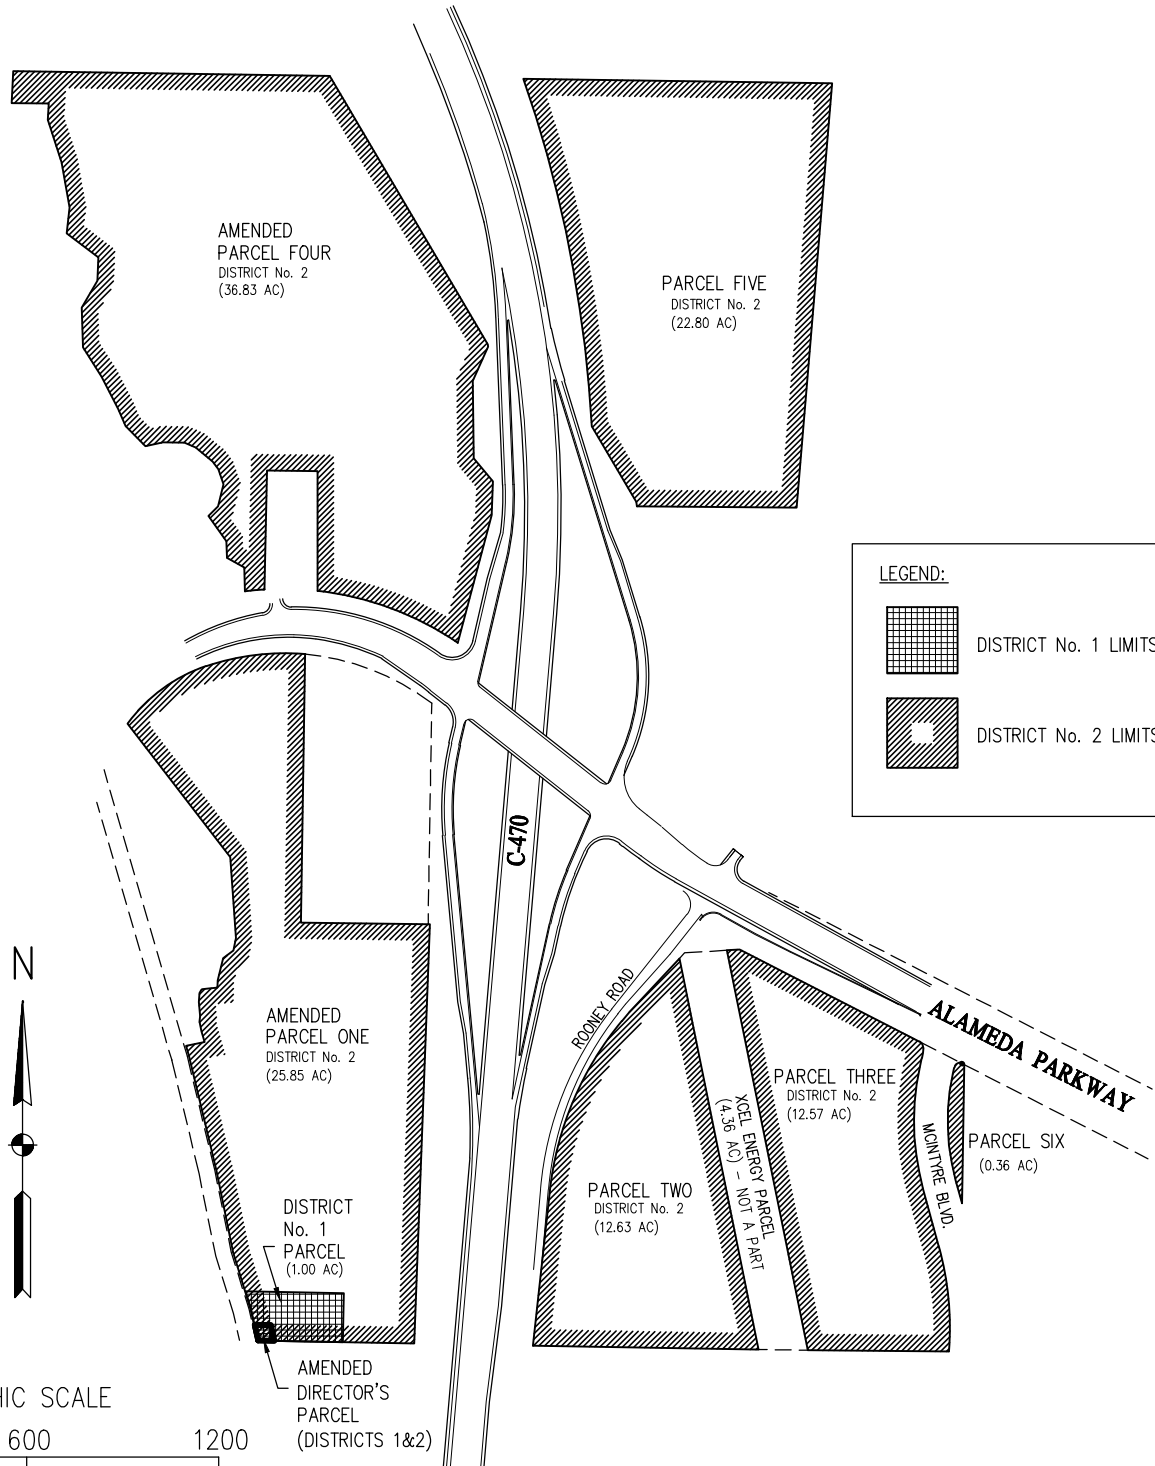 AMENDED
PARCEL FOUR
DISTRICT No. 2
(36.83 AC)
PARCEL FIVE
DISTRICT No. 2
(22.80 AC)
LEGEND:
DISTRICT No. 1 LIMITS
DISTRICT No. 2 LIMITS
C-470
N
AMENDED
PARCEL ONE
DISTRICT No. 2
(25.85 AC)
ROONEY ROAD
ALAMEDA PARKWAY
PARCEL THREE
DISTRICT No. 2
(12.57 AC)
XCEL ENERGY PARCEL
(4.36 AC) - NOT A PART
MCINTYRE BLVD.
PARCEL SIX
(0.36 AC)
PARCEL TWO
DISTRICT No. 2
(12.63 AC)
DISTRICT
No. 1
PARCEL
(1.00 AC)
AMENDED
DIRECTOR'S
PARCEL
(DISTRICTS 1&2)
HIC SCALE
600 1200